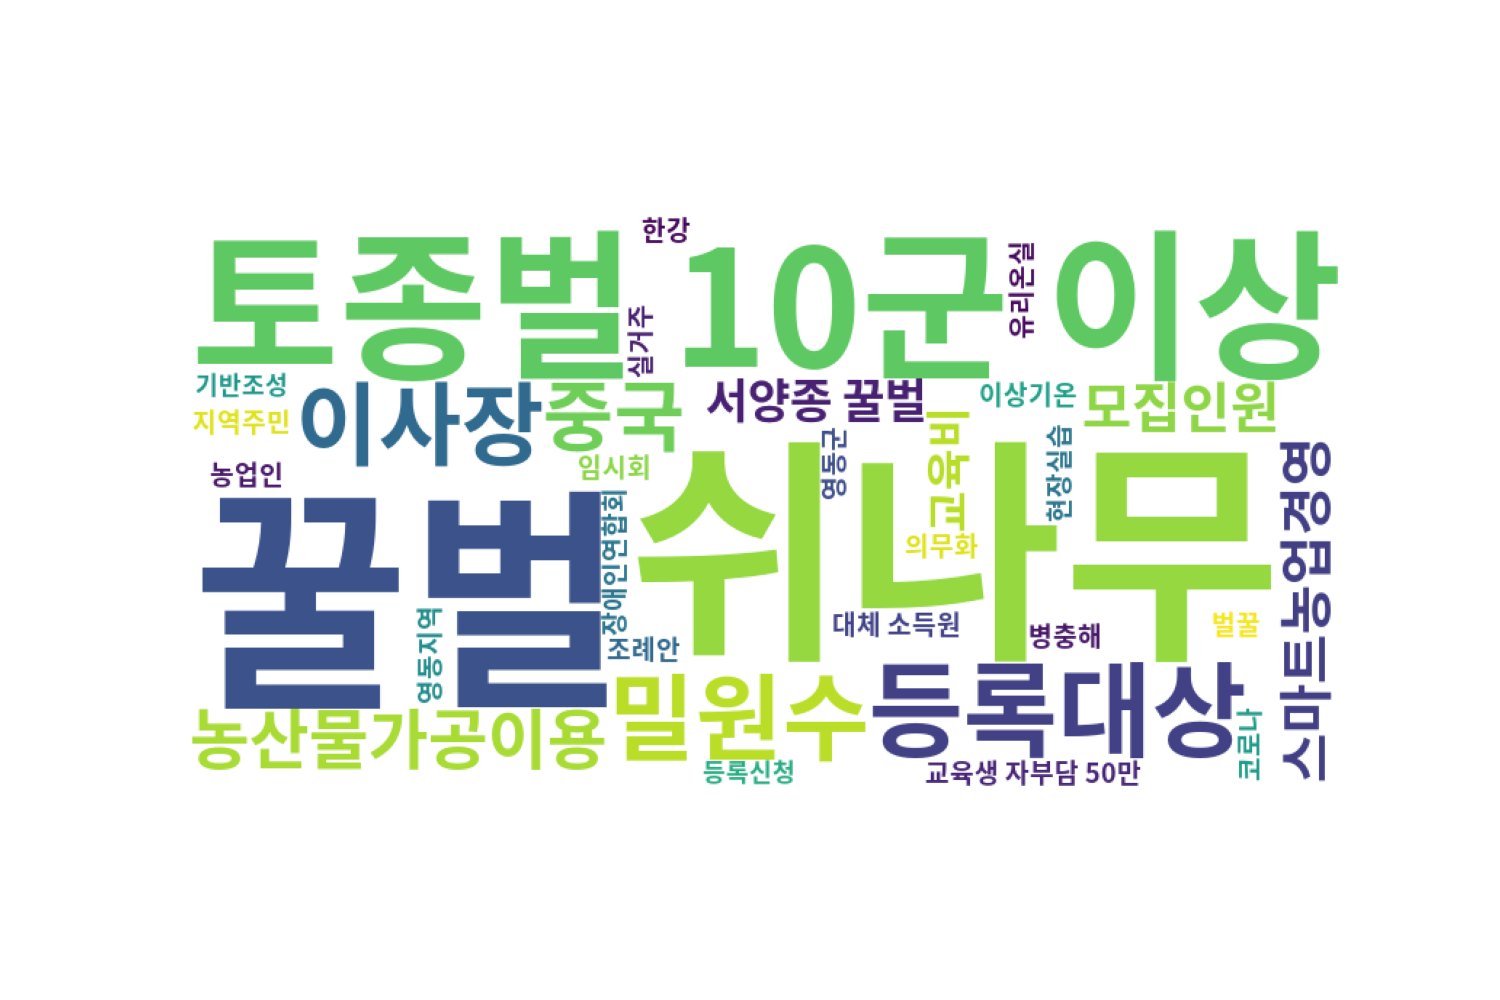 한강
토종벌 10군 이상
유리온실
실거주
기반조성
이사장
중국
서양종 꿀벌
이상기온
모집인원
지역주민
교육비
영동군
현장실습
스마트농업경영
임시회
농업인
쉬나무
꿀벌
장애인연합회
의무화
영동지역
대체 소득원
벌꿀
병충해
조례안
밀원수
등록대상
농산물가공이용
코로나
등록신청
교육생 자부담 50만